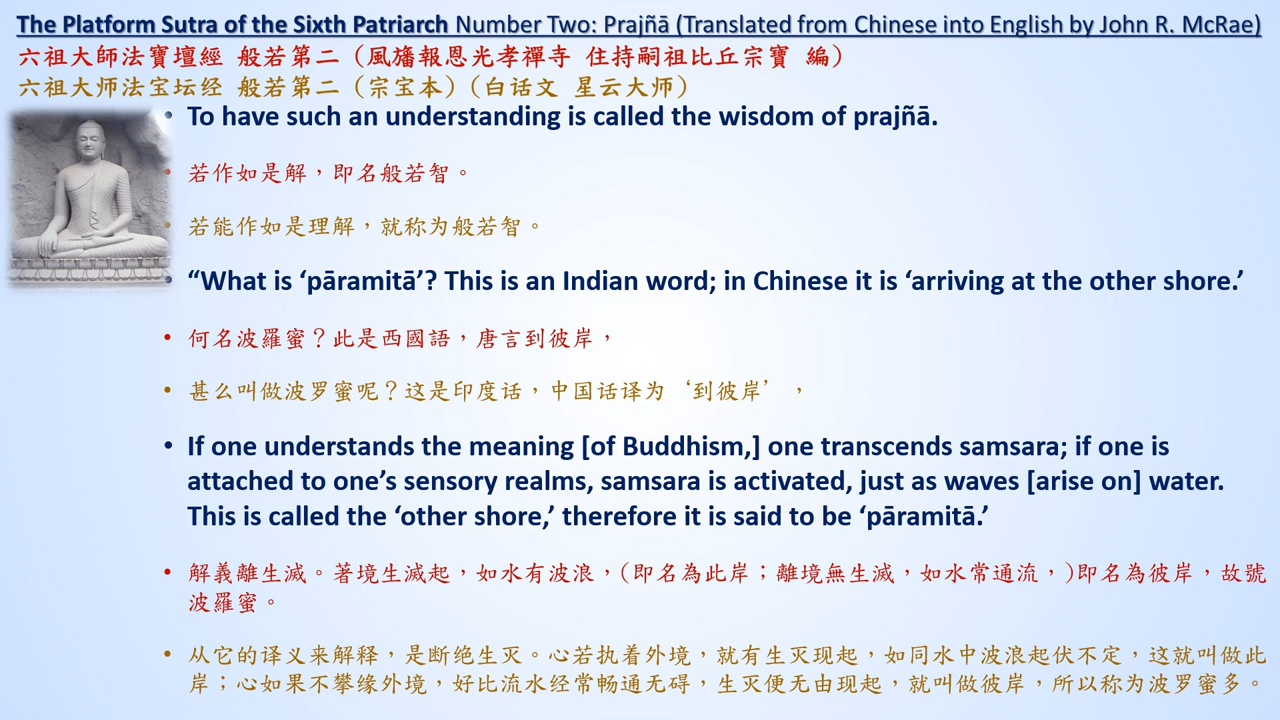 The Platform Sutra of the Sixth Patriarch Number Two: Prajñā (Translated from Chinese into English by John R. McRae)
六祖大師法寶壇經 般若第二 (風旛報恩光孝禪寺 住持嗣祖比丘宗寶 編)
六祖大师法宝坛经 般若第二 (宗宝本) (白话文 星云大师)
• To have such an understanding is called the wisdom of prajñā.
• 若作如是解，即名般若智。
• 若能作如是理解，就称为般若智。
• “What is ‘pāramitā’? This is an Indian word; in Chinese it is ‘arriving at the other shore.’
• 何名波羅蜜？此是西國語，唐言到彼岸，
• 甚么叫做波罗蜜呢？这是印度话，中国话译为‘到彼岸’，
• If one understands the meaning [of Buddhism,] one transcends samsara; if one is
attached to one’s sensory realms, samsara is activated, just as waves [arise on] water.
This is called the ‘other shore,’ therefore it is said to be ‘pāramitā.’
• 解義離生滅。著境生滅起，如水有波浪，(即名為此岸；離境無生滅，如水常通流，)即名為彼岸，故號
波羅蜜。
• 从它的译义来解释，是断绝生灭。心若执着外境，就有生灭现起，如同水中波浪起伏不定，这就叫做此
岸；心如果不攀缘外境，好比流水经常畅通无碍，生灭便无由现起，就叫做彼岸，所以称为波罗蜜多。